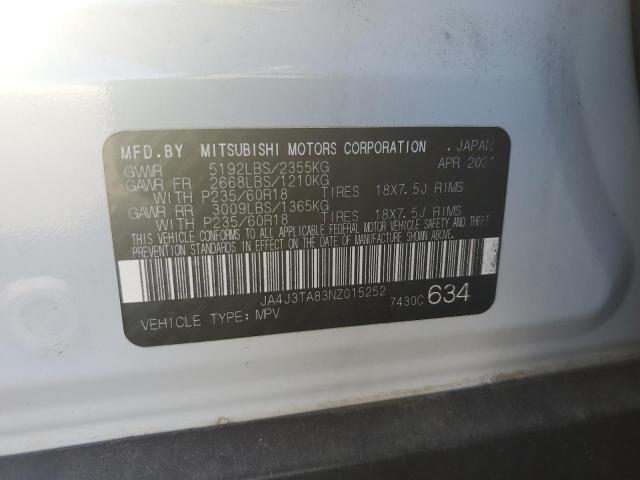 MFD.BY MITSUBISHI MOTORS CORPORATION . JAPAN
GVWR 5192LBS/2355KG APR 2021
GAWR FR 2668LBS/1210KG
WITH P235/60R18 TIRES 18X7.5J RIMS
GAWR RR 3009LBS/1365KG
WITH P235/60R18 TIRES 18X7.5J RIMS
THIS VEHICLE CONFORMS TO ALL APPLICABLE FEDERAL MOTOR VEHICLE SAFETY AND THEFT
PREVENTION STANDARDS IN EFFECT ON THE DATE OF MANUFACTURE SHOWN ABOVE.
JA4J3TA83NZ015252
VEHICLE TYPE: MPV 7430C 634